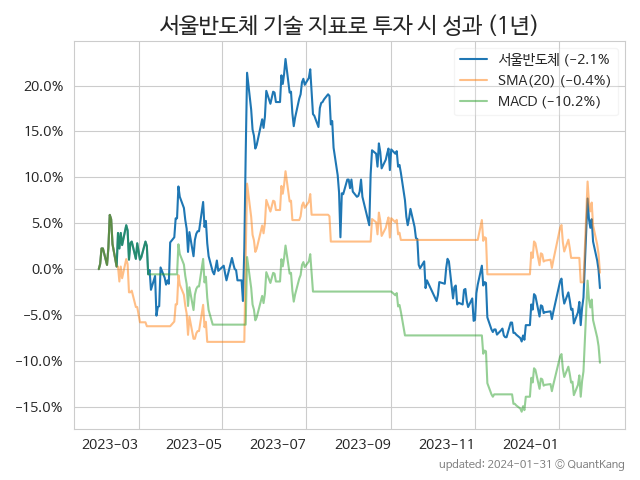 서울반도체 기술 지표로 투자 시 성과 (1년)
서울반도체 (−2.1%
SMA(20) (−0.4%)
MACD (−10.2%)
20.0%
15.0%
10.0%
5.0%
0.0%
−5.0%
−10.0%
−15.0%
2023-03 2023-05 2023-07 2023-09 2023-11 2024-01
updated: 2024-01-31 © QuantKang